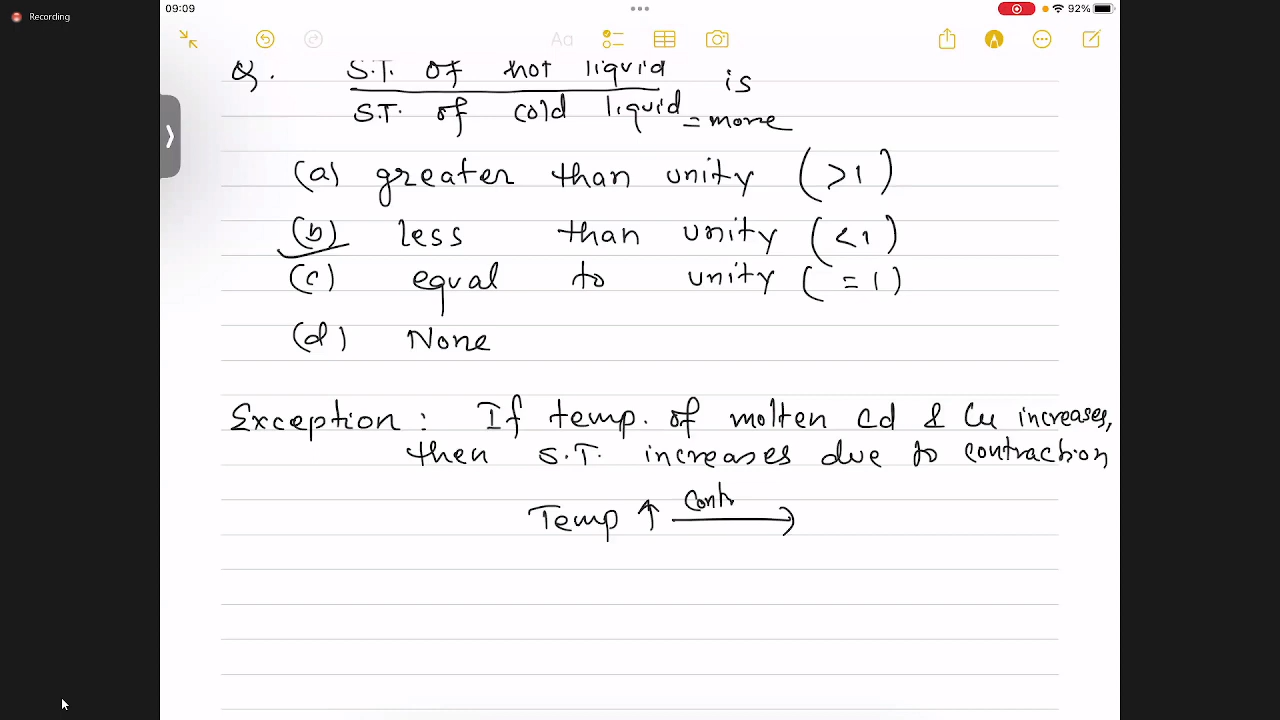 Recording
09:09
92%
Aa
Q. S.T. of hot liquid
is
S.T. of cold liquid = more
(a) greater than unity (>1)
(b) less than unity (<1)
(c) equal to unity (=1)
(d) None
Exception: If temp. of molten Cd & Cu increases,
then S.T. increases due to contraction
Contr
Temp ↑ →